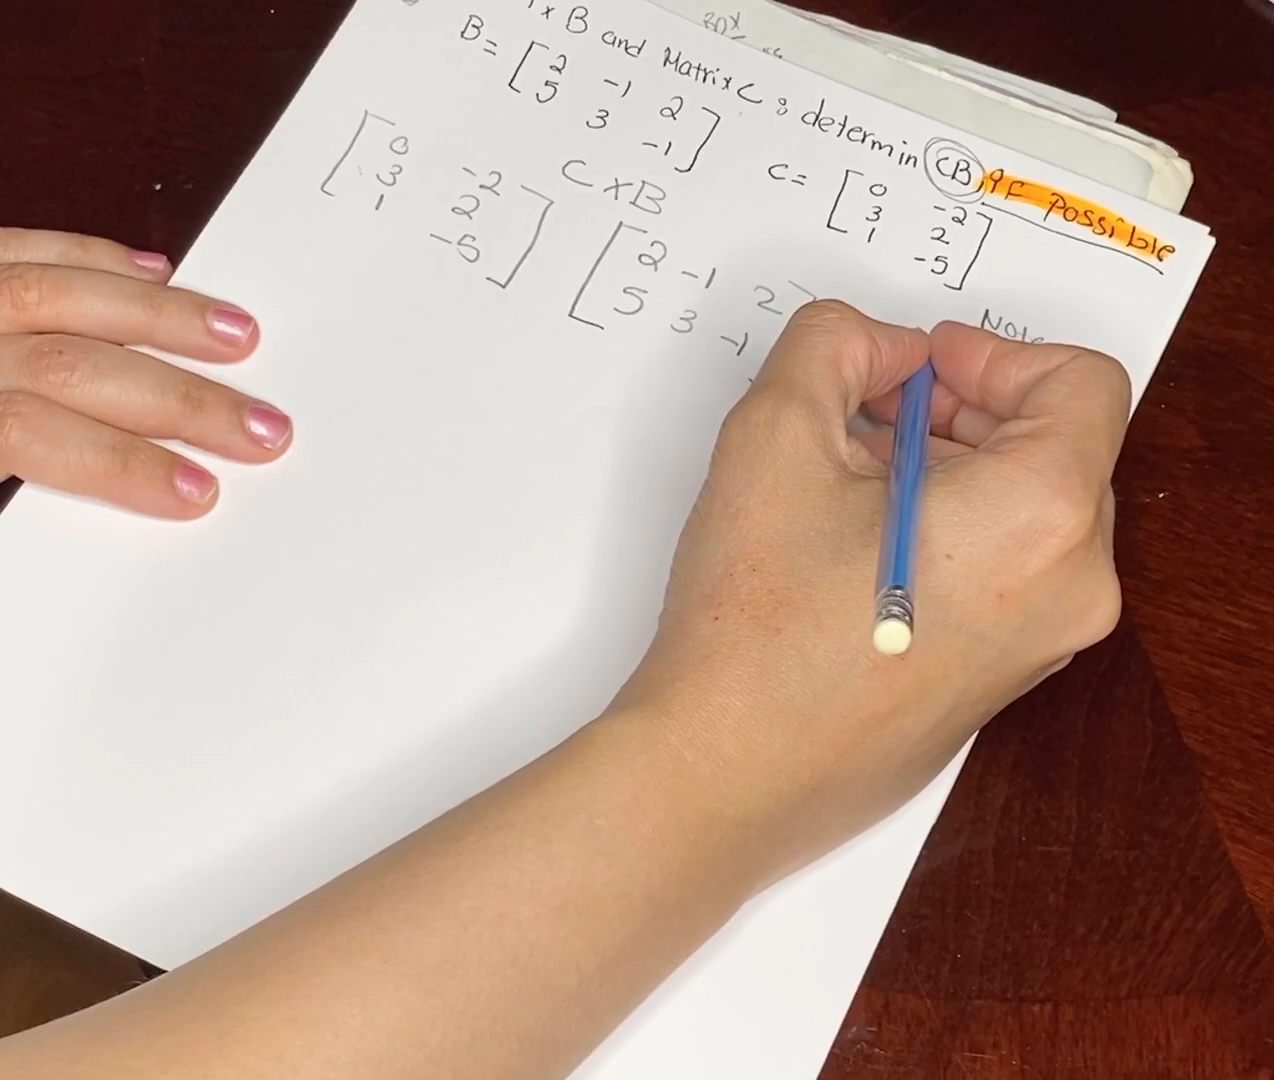 x B and Matrix C : determin CB, if possible
B = [ 2 -1 2
5 3 -1 ]
C = [ 0 -2
3 2
1 -5 ]
C x B
[ 0 -2
3 2
1 -5 ]
[ 2 -1 2
5 3 -1
Note